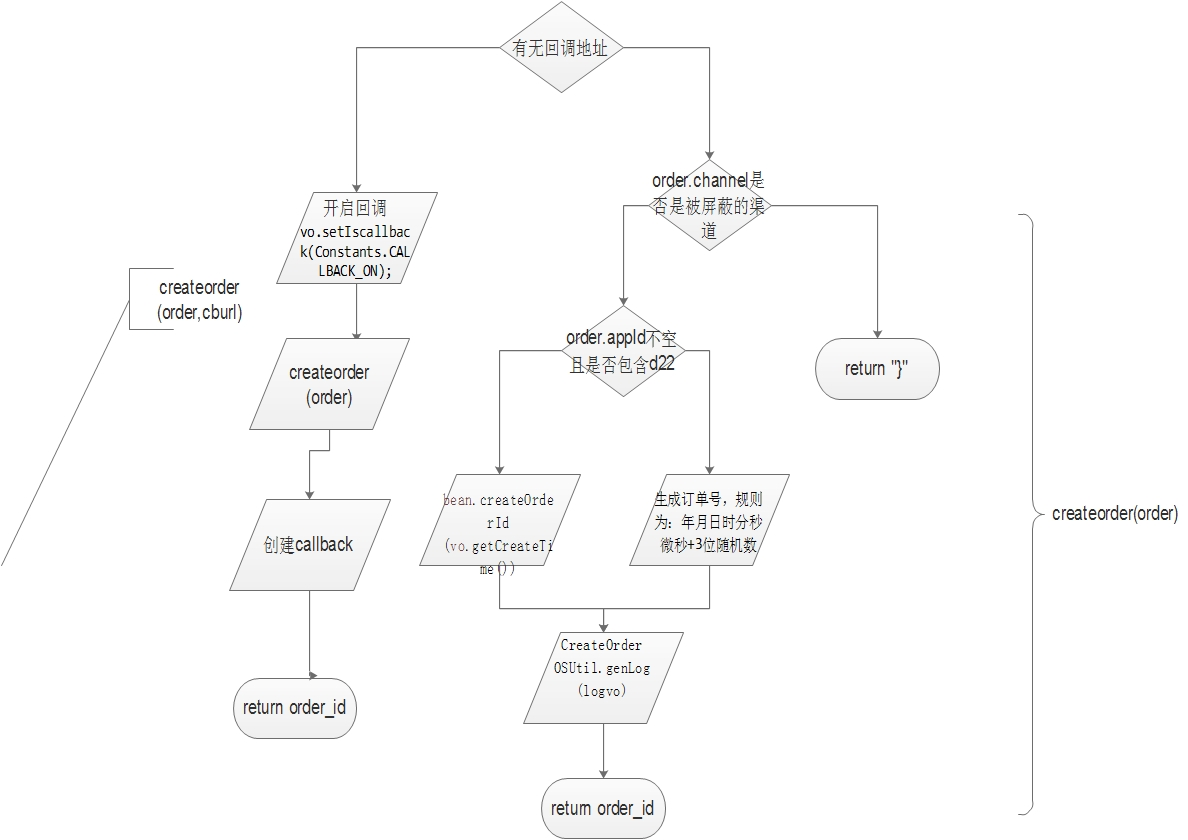 有无回调地址
order.channel是
否是被屏蔽的渠
道
开启回调
vo.setIscallbac
k(Constants.CAL
LBACK_ON);
createorder
(order,cburl)
order.appId不空
且是否包含d22
return "}"
createorder
(order)
bean.createOrde
rId
(vo.getCreateTi
me())
生成订单号，规则
为：年月日时分秒
微秒+3位随机数
createorder(order)
创建callback
CreateOrder
OSUtil.genLog
(logvo)
return order_id
return order_id